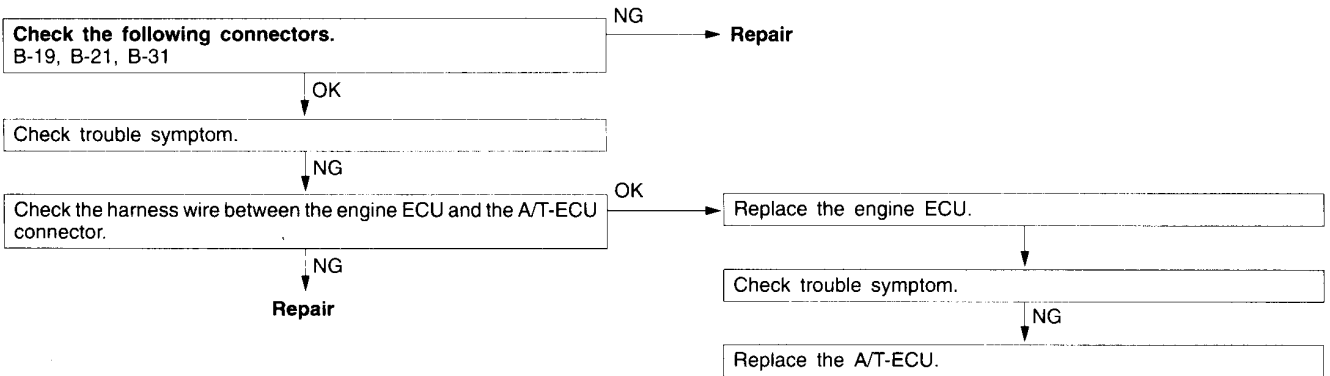 Check the following connectors.
B-19, B-21, B-31
NG
Repair
OK
Check trouble symptom.
NG
Check the harness wire between the engine ECU and the A/T-ECU
connector.
OK
Replace the engine ECU.
NG
Repair
Check trouble symptom.
NG
Replace the A/T-ECU.